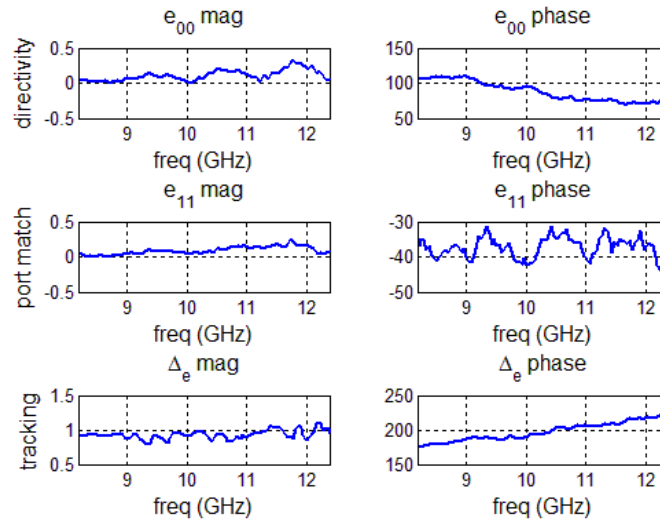 e00 mag
0.5
0
-0.5
directivity
9 10 11 12
freq (GHz)
e00 phase
150
100
50
9 10 11 12
freq (GHz)
e11 mag
0.5
0
-0.5
port match
9 10 11 12
freq (GHz)
e11 phase
-30
-40
-50
9 10 11 12
freq (GHz)
Δe mag
1.5
1
0.5
tracking
9 10 11 12
freq (GHz)
Δe phase
250
200
150
9 10 11 12
freq (GHz)